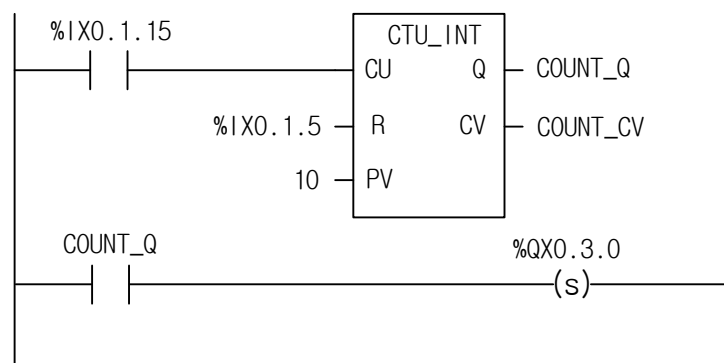 %IX0.1.15
CTU_INT
CU Q COUNT_Q
%IX0.1.5 R CV COUNT_CV
10 PV
COUNT_Q
%QX0.3.0
(S)